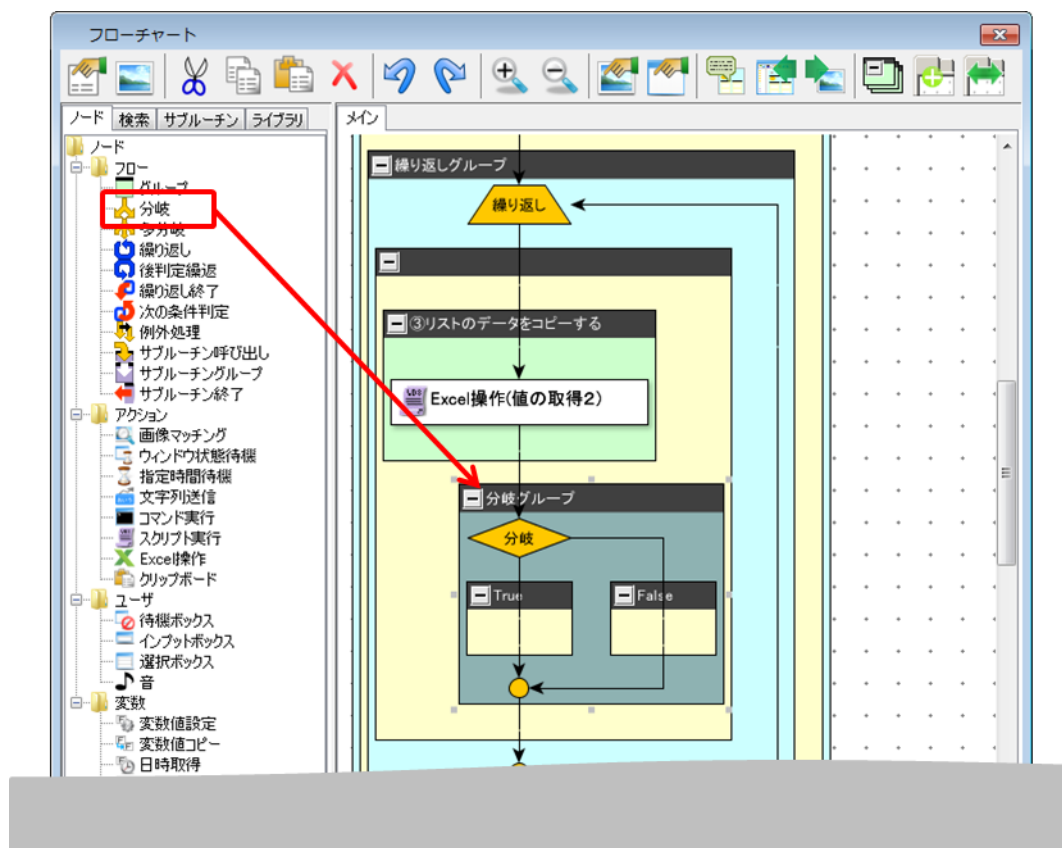 フローチャート
ノード 検索 サブルーチン ライブラリ
ノード
フロー
グループ
分岐
多分岐
繰り返し
後判定繰返
繰り返し終了
次の条件判定
例外処理
サブルーチン呼び出し
サブルーチングループ
サブルーチン終了
アクション
画像マッチング
ウィンドウ状態待機
指定時間待機
文字列送信
コマンド実行
スクリプト実行
Excel操作
クリップボード
ユーザ
待機ボックス
インプットボックス
選択ボックス
音
変数
変数値設定
変数値コピー
日時取得
メイン
繰り返しグループ
繰り返し
③リストのデータをコピーする
Excel操作(値の取得2)
分岐グループ
分岐
True
False